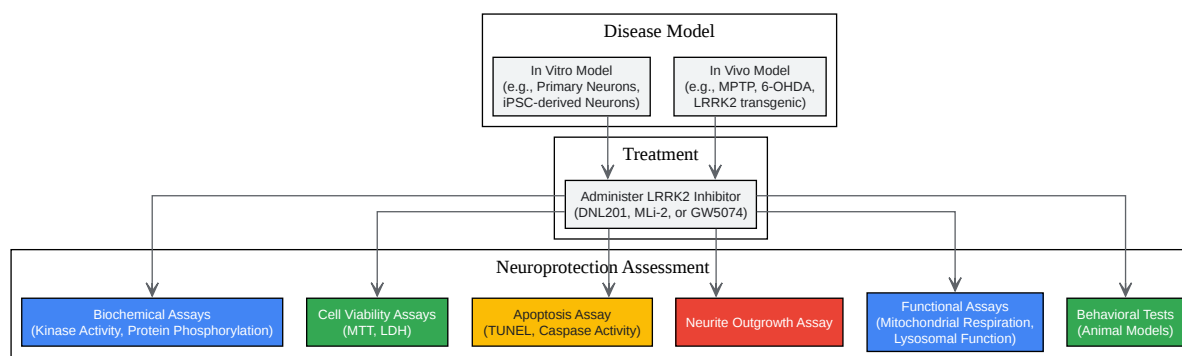 Disease Model
In Vitro Model
(e.g., Primary Neurons,
iPSC-derived Neurons)
In Vivo Model
(e.g., MPTP, 6-OHDA,
LRRK2 transgenic)
Treatment
Administer LRRK2 Inhibitor
(DNL201, MLi-2, or GW5074)
Neuroprotection Assessment
Biochemical Assays
(Kinase Activity, Protein Phosphorylation)
Cell Viability Assays
(MTT, LDH)
Apoptosis Assay
(TUNEL, Caspase Activity)
Neurite Outgrowth Assay
Functional Assays
(Mitochondrial Respiration,
Lysosomal Function)
Behavioral Tests
(Animal Models)